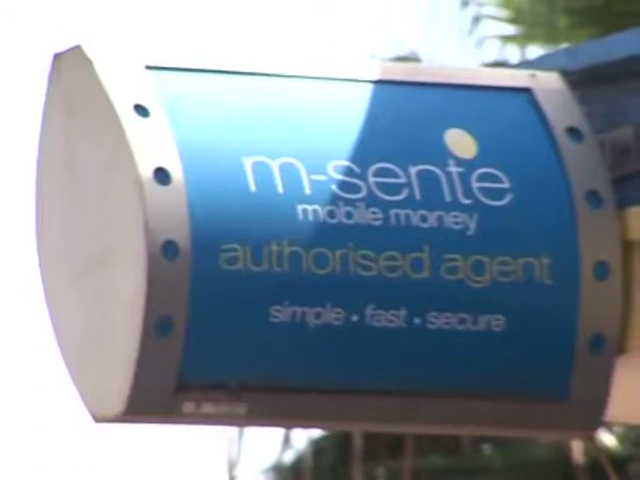 m-sente
mobile money
authorised agent
simple • fast • secure